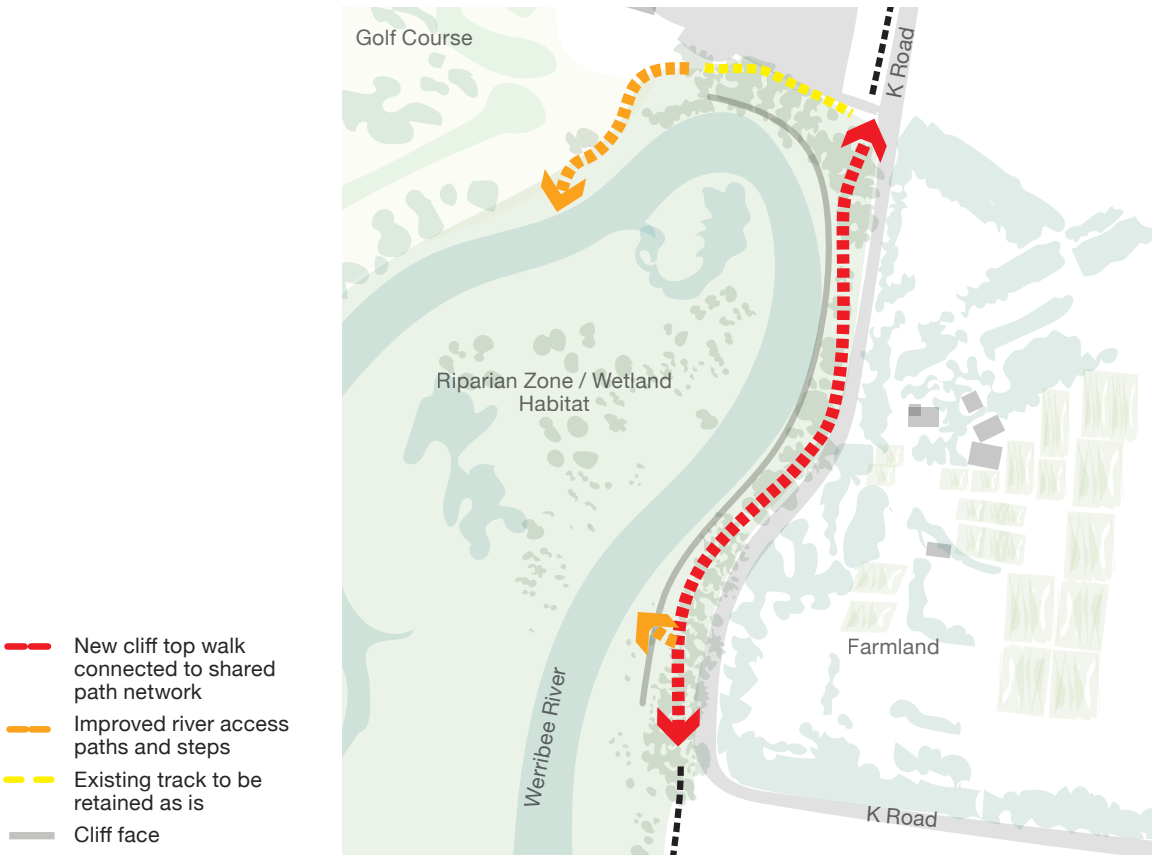 Golf Course
K Road
Riparian Zone / Wetland
Habitat
Farmland
Werribee River
K Road
New cliff top walk
connected to shared
path network
Improved river access
paths and steps
Existing track to be
retained as is
Cliff face